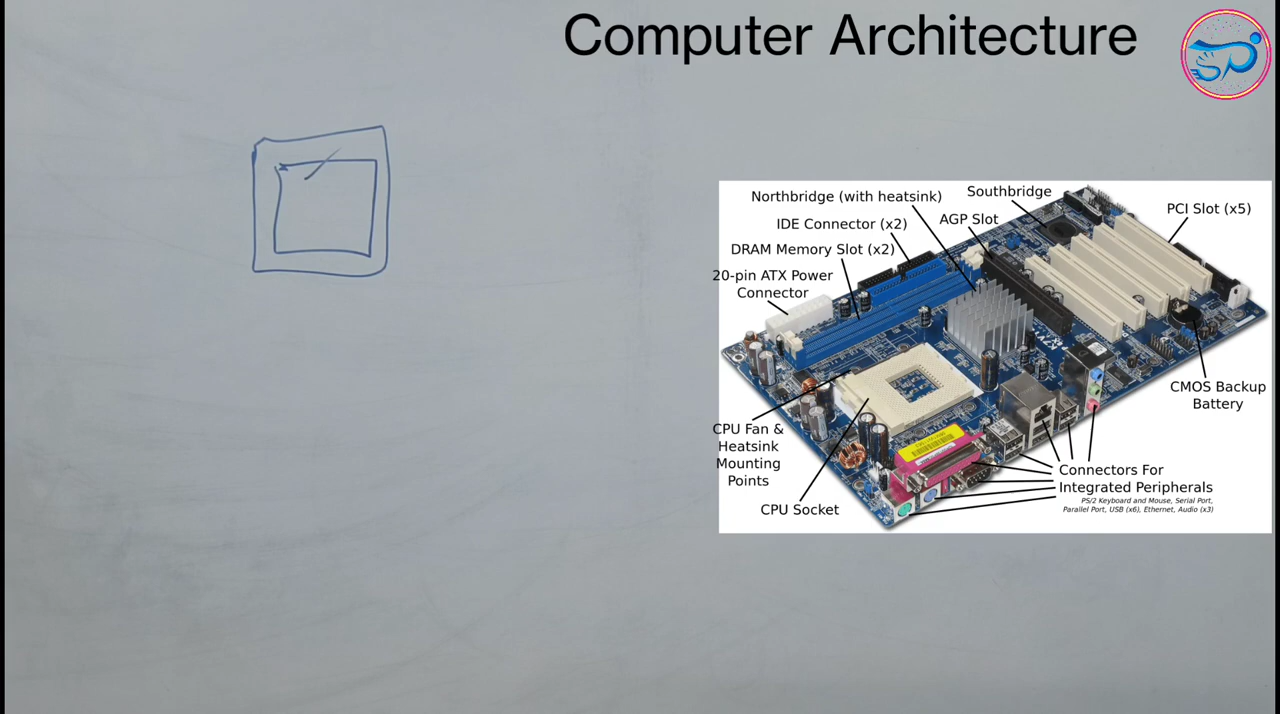 Computer Architecture
Southbridge
Northbridge (with heatsink)
PCI Slot (x5)
AGP Slot
IDE Connector (x2)
DRAM Memory Slot (x2)
20-pin ATX Power
Connector
CMOS Backup
Battery
CPU Fan &
Heatsink
Mounting
Points
CPU Socket
Connectors For
Integrated Peripherals
PS/2 Keyboard and Mouse, Serial Port,
Parallel Port, USB (x6), Ethernet, Audio (x3)